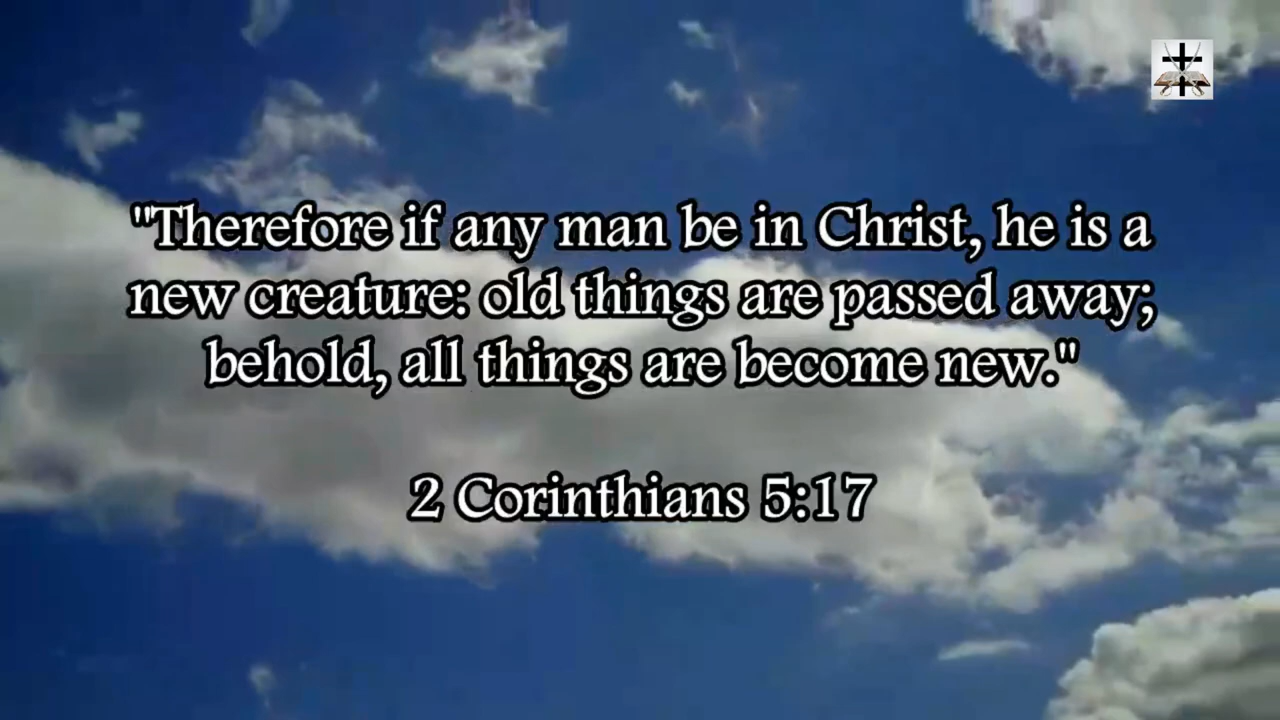 "Therefore if any man be in Christ, he is a
new creature: old things are passed away;
behold, all things are become new."
2 Corinthians 5:17